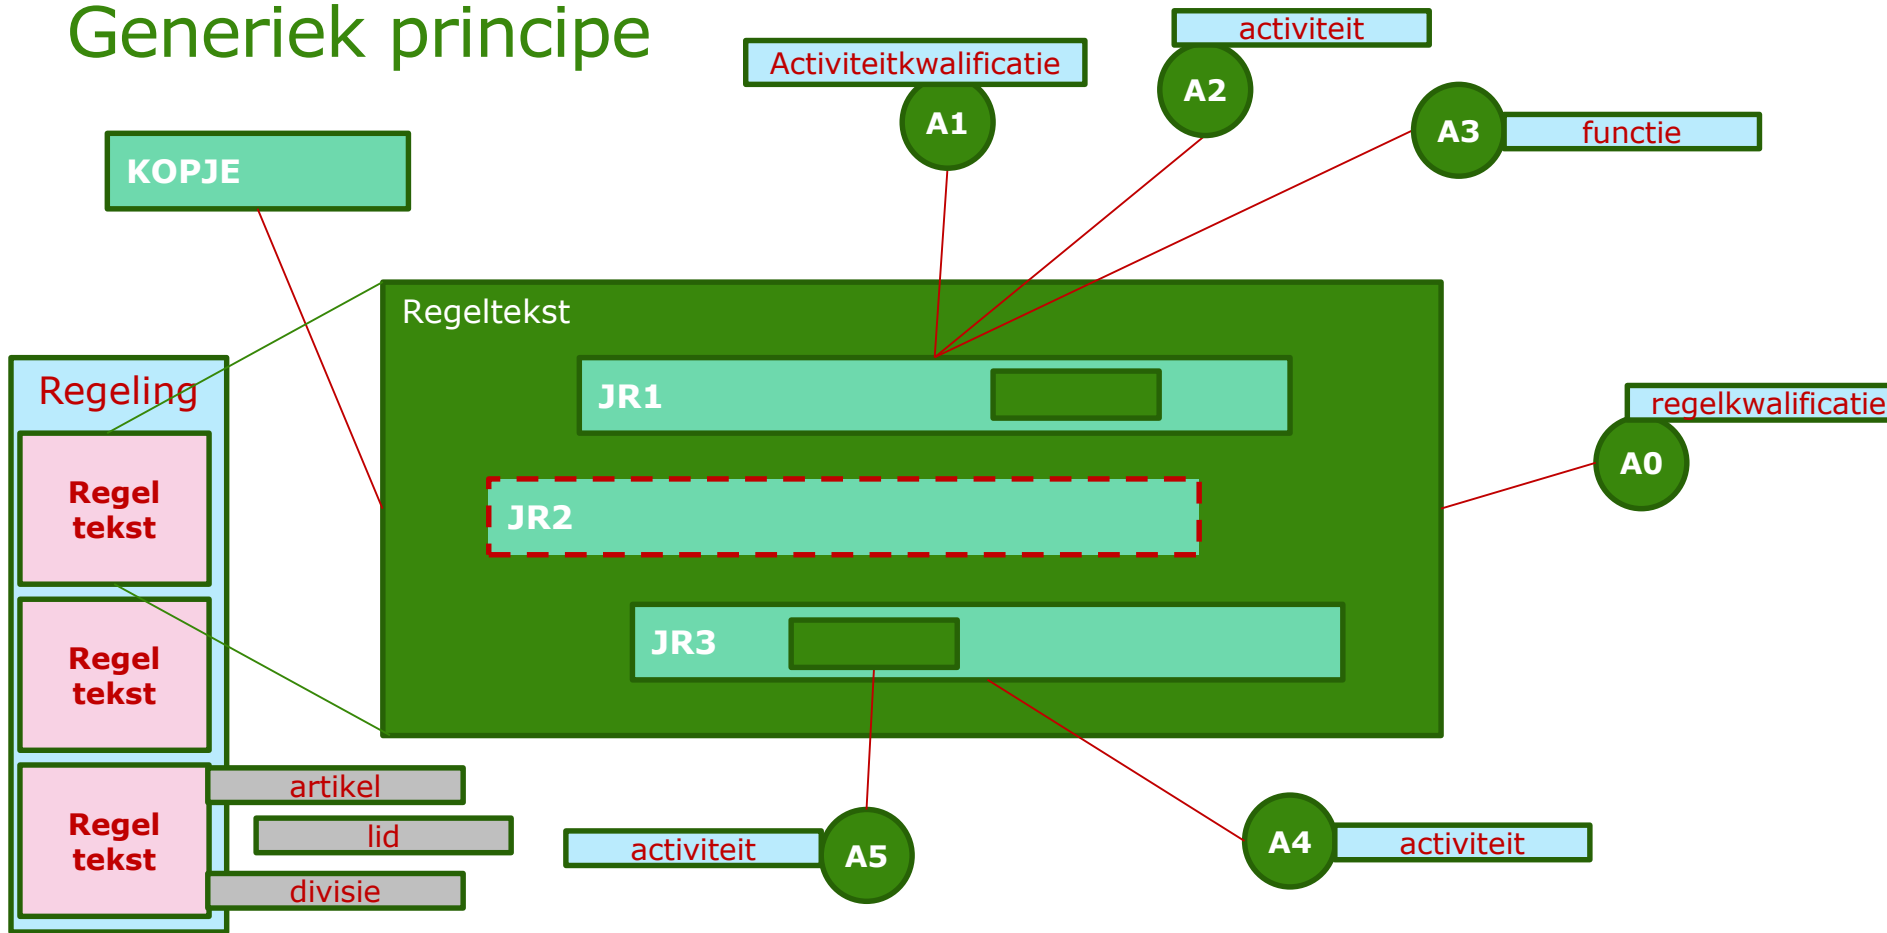 Generiek principe
activiteit
Activiteitkwalificatie
A2
A1
A3
functie
KOPJE
Regeltekst
Regeling
JR1
regelkwalificatie
A0
Regel
tekst
JR2
Regel
tekst
JR3
artikel
Regel
tekst
lid
divisie
activiteit
A5
A4
activiteit